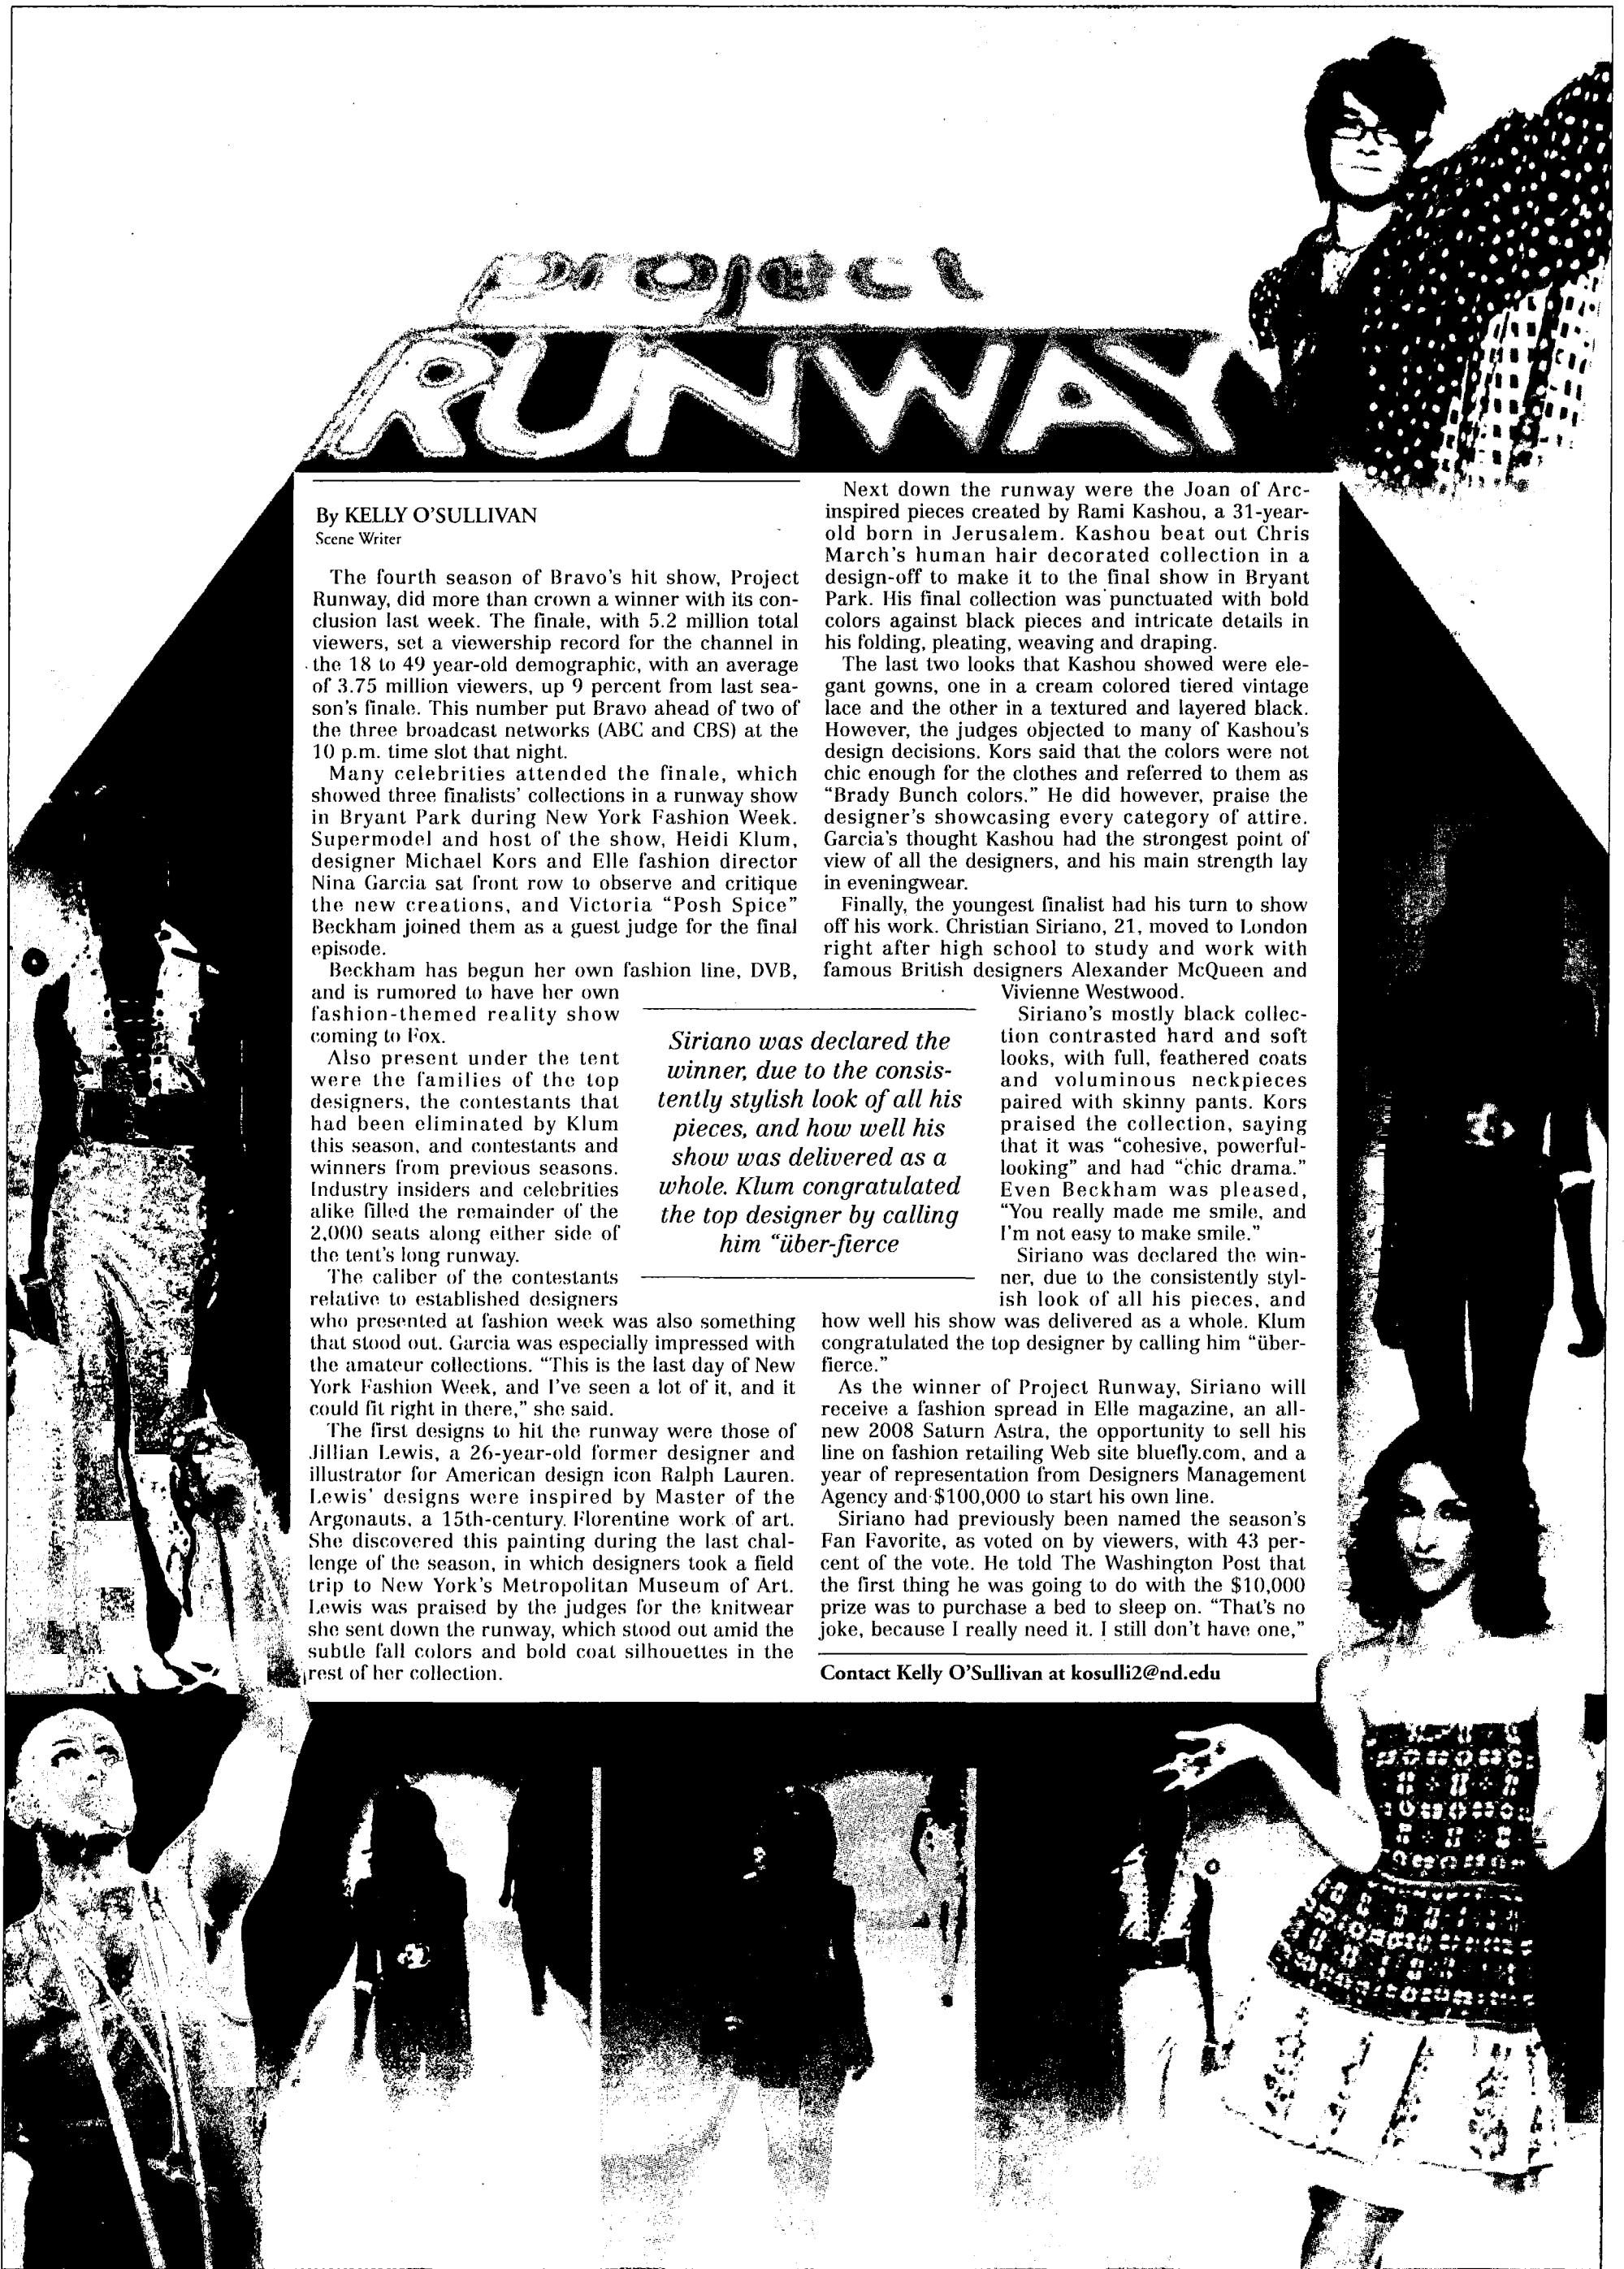 project
RUNWAY
By KELLY O'SULLIVAN
Scene Writer
The fourth season of Bravo's hit show, Project
Runway, did more than crown a winner with its con-
clusion last week. The finale, with 5.2 million total
viewers, set a viewership record for the channel in
the 18 to 49 year-old demographic, with an average
of 3.75 million viewers, up 9 percent from last sea-
son's finale. This number put Bravo ahead of two of
the three broadcast networks (ABC and CBS) at the
10 p.m. time slot that night.
Many celebrities attended the finale, which
showed three finalists' collections in a runway show
in Bryant Park during New York Fashion Week.
Supermodel and host of the show, Heidi Klum,
designer Michael Kors and Elle fashion director
Nina Garcia sat front row to observe and critique
the new creations, and Victoria "Posh Spice"
Beckham joined them as a guest judge for the final
episode.
Beckham has begun her own fashion line, DVB,
and is rumored to have her own
fashion-themed reality show
coming to Fox.
Also present under the tent
were the families of the top
designers, the contestants that
had been eliminated by Klum
this season, and contestants and
winners from previous seasons.
Industry insiders and celebrities
alike filled the remainder of the
2,000 seats along either side of
the tent's long runway.
The caliber of the contestants
relative to established designers
who presented at fashion week was also something
that stood out. Garcia was especially impressed with
the amateur collections. "This is the last day of New
York Fashion Week, and I've seen a lot of it, and it
could fit right in there," she said.
The first designs to hit the runway were those of
Jillian Lewis, a 26-year-old former designer and
illustrator for American design icon Ralph Lauren.
Lewis' designs were inspired by Master of the
Argonauts, a 15th-century, Florentine work of art.
She discovered this painting during the last chal-
lenge of the season, in which designers took a field
trip to New York's Metropolitan Museum of Art.
Lewis was praised by the judges for the knitwear
she sent down the runway, which stood out amid the
subtle fall colors and bold coat silhouettes in the
rest of her collection.
Next down the runway were the Joan of Arc-
inspired pieces created by Rami Kashou, a 31-year-
old born in Jerusalem. Kashou beat out Chris
March's human hair decorated collection in a
design-off to make it to the final show in Bryant
Park. His final collection was punctuated with bold
colors against black pieces and intricate details in
his folding, pleating, weaving and draping.
The last two looks that Kashou showed were ele-
gant gowns, one in a cream colored tiered vintage
lace and the other in a textured and layered black.
However, the judges objected to many of Kashou's
design decisions. Kors said that the colors were not
chic enough for the clothes and referred to them as
"Brady Bunch colors." He did however, praise the
designer's showcasing every category of attire.
Garcia's thought Kashou had the strongest point of
view of all the designers, and his main strength lay
in eveningwear.
Finally, the youngest finalist had his turn to show
off his work. Christian Siriano, 21, moved to London
right after high school to study and work with
famous British designers Alexander McQueen and
Vivienne Westwood.
Siriano's mostly black collec-
tion contrasted hard and soft
looks, with full, feathered coats
and voluminous neckpieces
paired with skinny pants. Kors
praised the collection, saying
that it was "cohesive, powerful-
looking" and had "chic drama."
Even Beckham was pleased,
"You really made me smile, and
I'm not easy to make smile."
Siriano was declared the win-
ner, due to the consistently styl-
ish look of all his pieces, and
how well his show was delivered as a whole. Klum
congratulated the top designer by calling him "über-
fierce."
As the winner of Project Runway, Siriano will
receive a fashion spread in Elle magazine, an all-
new 2008 Saturn Astra, the opportunity to sell his
line on fashion retailing Web site bluefly.com, and a
year of representation from Designers Management
Agency and $100,000 to start his own line.
Siriano had previously been named the season's
Fan Favorite, as voted on by viewers, with 43 per-
cent of the vote. He told The Washington Post that
the first thing he was going to do with the $10,000
prize was to purchase a bed to sleep on. "That's no
joke, because I really need it. I still don't have one,"
Siriano was declared the
winner, due to the consis-
tently stylish look of all his
pieces, and how well his
show was delivered as a
whole. Klum congratulated
the top designer by calling
him "über-fierce
Contact Kelly O'Sullivan at kosulli2@nd.edu